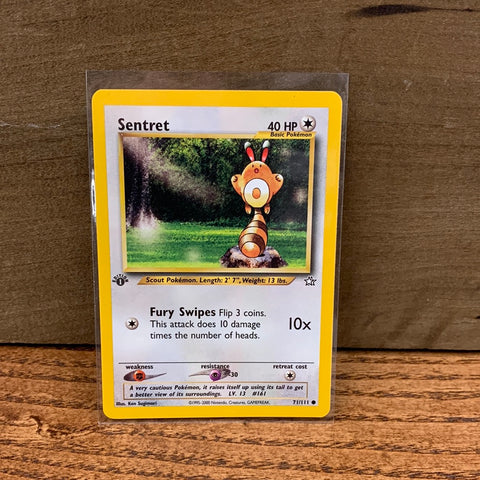 Sentret 40 HP
Basic Pokémon
Scout Pokémon. Length: 2' 7", Weight: 13 lbs.
1
Fury Swipes Flip 3 coins.
This attack does 10 damage
times the number of heads.
10x
weakness resistance retreat cost
-30
A very cautious Pokémon, it raises itself up using its tail to get
a better view of its surroundings. LV. 13 #161
Illus. Ken Sugimori ©1995-2000 Nintendo, Creatures, GAMEFREAK. 71/111